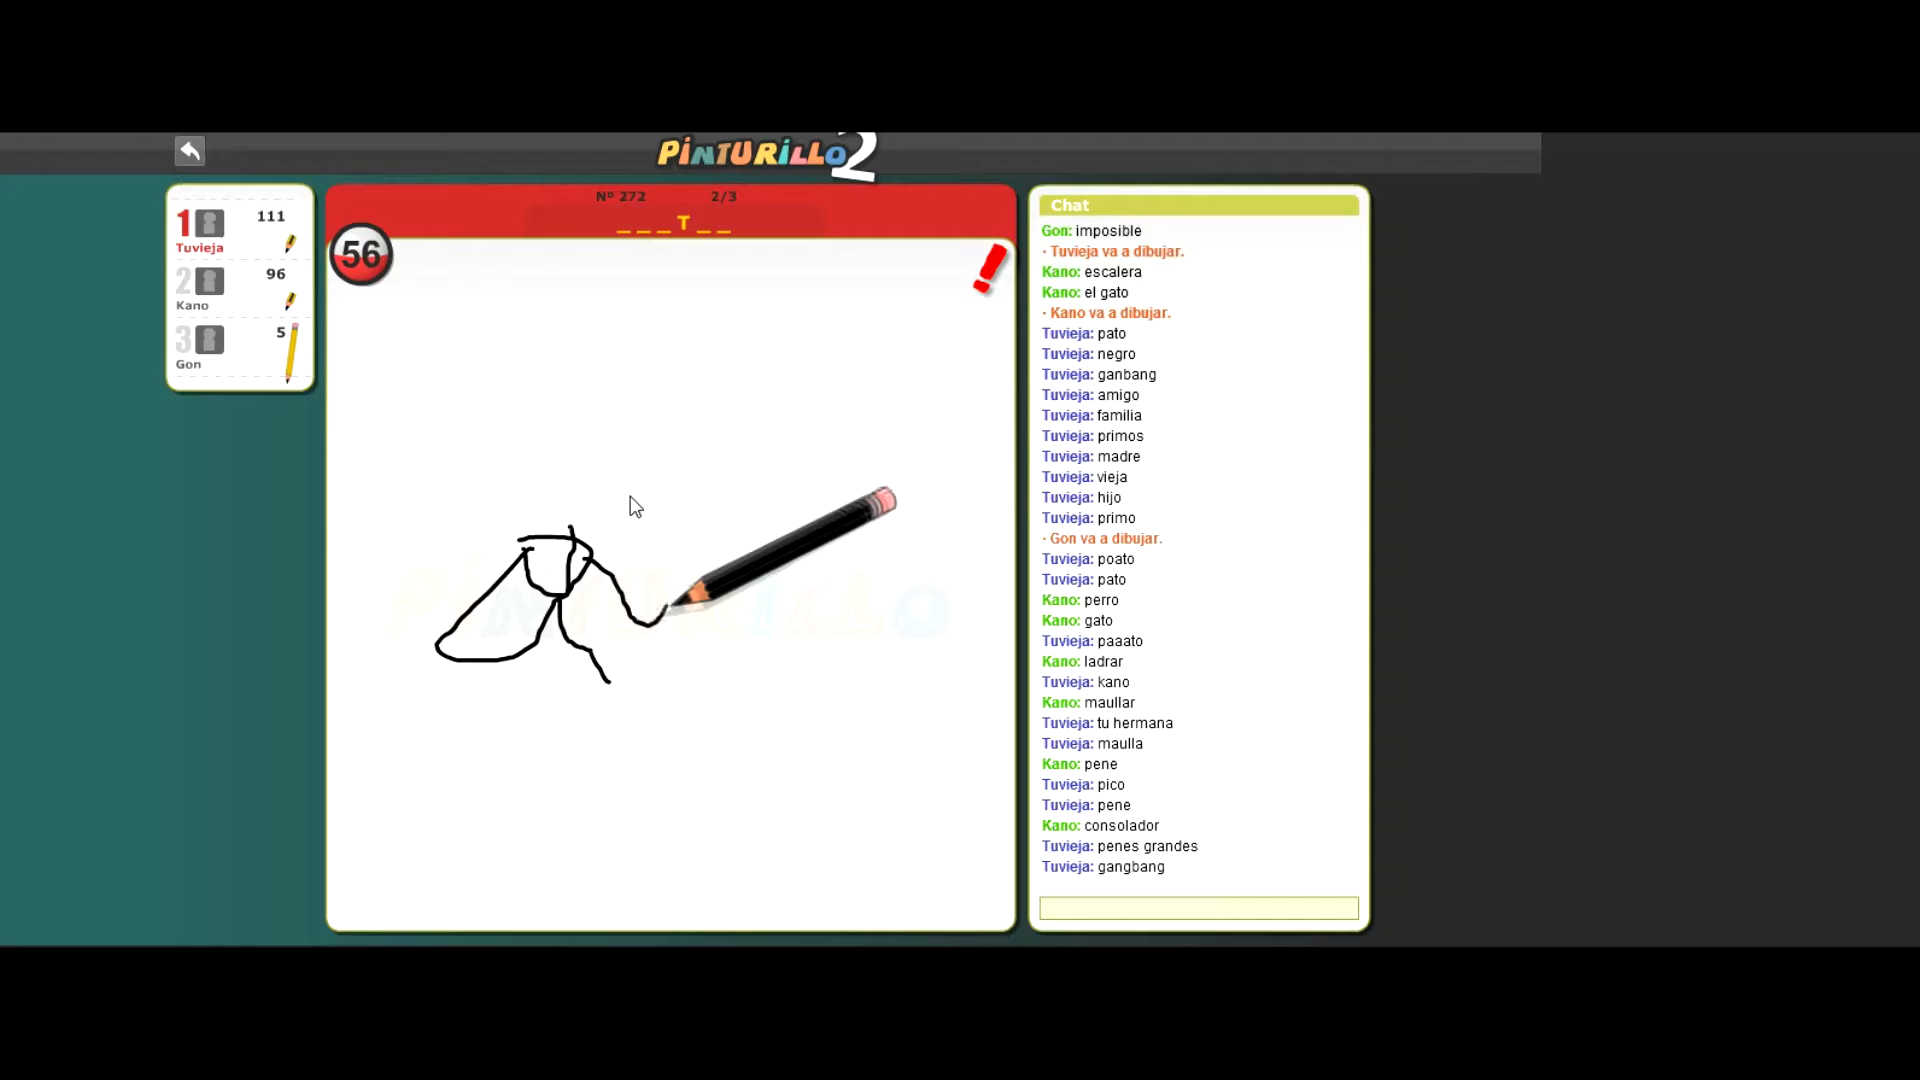 PINTURILLO 2
1
111
Tuvieja
2
96
Kano
3
5
Gon
Nº 272 2/3
_ _ _ T _ _
56
PINTURILLO
Chat
Gon: imposible
· Tuvieja va a dibujar.
Kano: escalera
Kano: el gato
· Kano va a dibujar.
Tuvieja: pato
Tuvieja: negro
Tuvieja: ganbang
Tuvieja: amigo
Tuvieja: familia
Tuvieja: primos
Tuvieja: madre
Tuvieja: vieja
Tuvieja: hijo
Tuvieja: primo
· Gon va a dibujar.
Tuvieja: poato
Tuvieja: pato
Kano: perro
Kano: gato
Tuvieja: paaato
Kano: ladrar
Tuvieja: kano
Kano: maullar
Tuvieja: tu hermana
Tuvieja: maulla
Kano: pene
Tuvieja: pico
Tuvieja: pene
Kano: consolador
Tuvieja: penes grandes
Tuvieja: gangbang